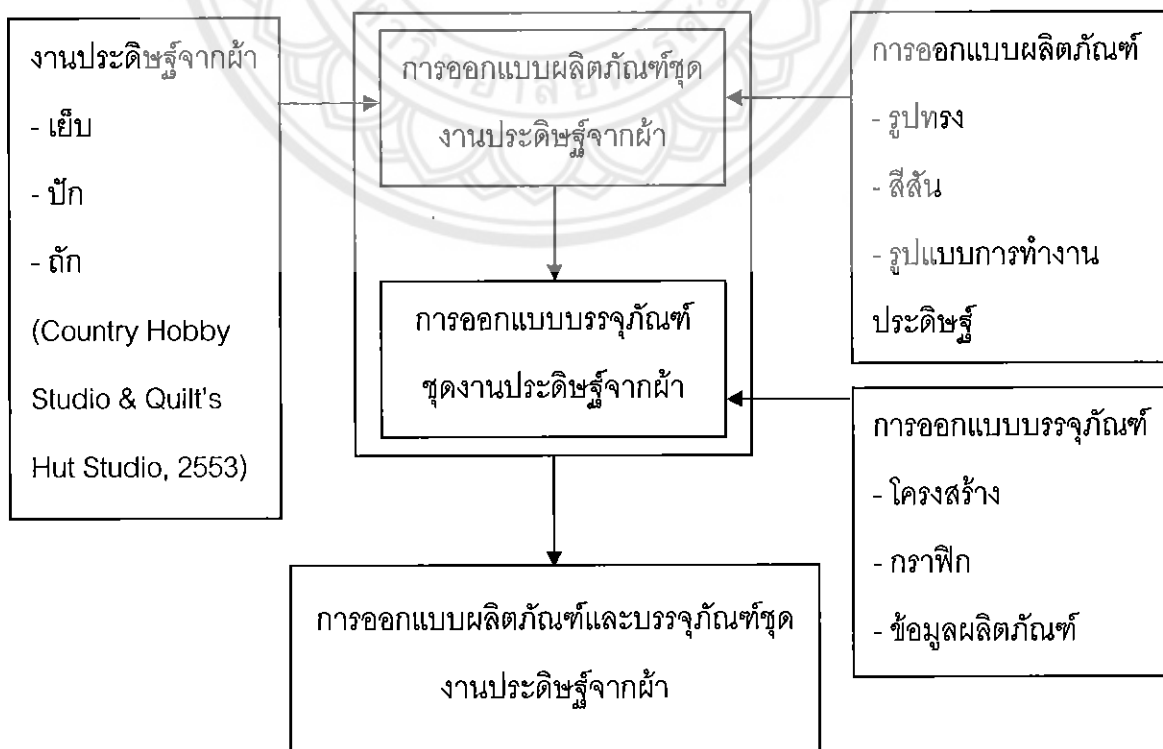 งานประดิษฐ์จากผ้า
- เย็บ
- ปัก
- ถัก
(Country Hobby
Studio & Quilt's
Hut Studio, 2553)
การออกแบบผลิตภัณฑ์ชุด
งานประดิษฐ์จากผ้า
การออกแบบบรรจุภัณฑ์
ชุดงานประดิษฐ์จากผ้า
การออกแบบผลิตภัณฑ์
- รูปทรง
- สีสัน
- รูปแบบการทำงาน
ประดิษฐ์
การออกแบบบรรจุภัณฑ์
- โครงสร้าง
- กราฟิก
- ข้อมูลผลิตภัณฑ์
การออกแบบผลิตภัณฑ์และบรรจุภัณฑ์ชุด
งานประดิษฐ์จากผ้า